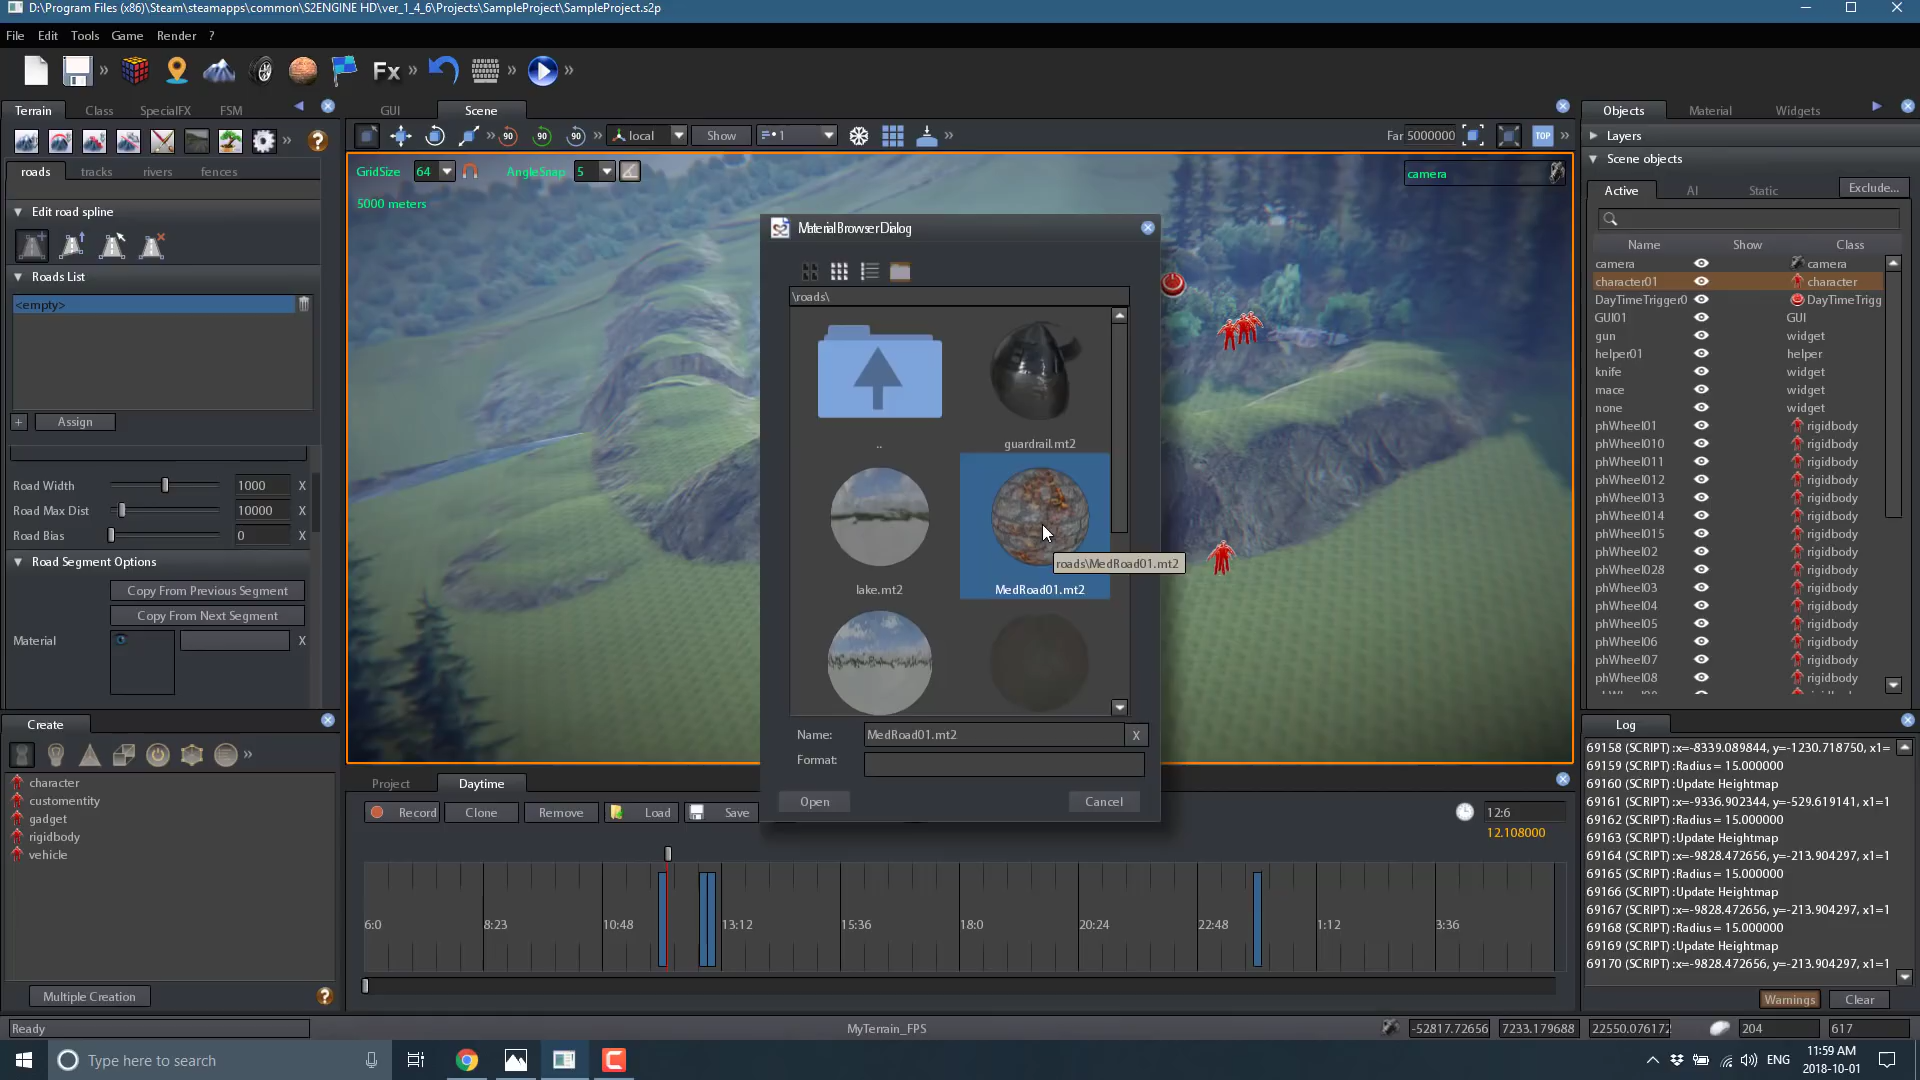 D:\Program Files (x86)\Steam\steamapps\common\S2ENGINE HD\ver_1_4_6\Projects\SampleProject\SampleProject.s2p
File Edit Tools Game Render ?
Fx
Terrain Class SpecialFX FSM
GUI Scene
Objects Material Widgets
90 90 90 local Show 1
Far 5000000 TOP
Layers
roads tracks rivers fences
GridSize 64 AngleSnap 5
camera
Scene objects
5000 meters
Active AI Static Exclude...
Edit road spline
Roads List
<empty>
Assign
Road Width 1000 X
Road Max Dist 10000 X
Road Bias 0 X
Road Segment Options
Copy From Previous Segment
Copy From Next Segment
Material X
MaterialBrowserDialog
\roads\
..
guardrail.mt2
lake.mt2
MedRoad01.mt2
roads\MedRoad01.mt2
Name: MedRoad01.mt2 X
Format:
Open Cancel
Name Show Class
camera camera
character01 character
DayTimeTrigger0 DayTimeTrigg
GUI01 GUI
gun widget
helper01 helper
knife widget
mace widget
none widget
phWheel01 rigidbody
phWheel010 rigidbody
phWheel011 rigidbody
phWheel012 rigidbody
phWheel013 rigidbody
phWheel014 rigidbody
phWheel015 rigidbody
phWheel02 rigidbody
phWheel028 rigidbody
phWheel03 rigidbody
phWheel04 rigidbody
phWheel05 rigidbody
phWheel06 rigidbody
phWheel07 rigidbody
phWheel08 rigidbody
Create
character
customentity
gadget
rigidbody
vehicle
Multiple Creation
Project Daytime
Record Clone Remove Load Save
12:6
12.108000
6:0 8:23 10:48 13:12 15:36 18:0 20:24 22:48 1:12 3:36
Log
69158 (SCRIPT) :x=-8339.089844, y=-1230.718750, x1=
69159 (SCRIPT) :Radius = 15.000000
69160 (SCRIPT) :Update Heightmap
69161 (SCRIPT) :x=-9336.902344, y=-529.619141, x1=1
69162 (SCRIPT) :Radius = 15.000000
69163 (SCRIPT) :Update Heightmap
69164 (SCRIPT) :x=-9828.472656, y=-213.904297, x1=1
69165 (SCRIPT) :Radius = 15.000000
69166 (SCRIPT) :Update Heightmap
69167 (SCRIPT) :x=-9828.472656, y=-213.904297, x1=1
69168 (SCRIPT) :Radius = 15.000000
69169 (SCRIPT) :Update Heightmap
69170 (SCRIPT) :x=-9828.472656, y=-213.904297, x1=1
Warnings Clear
Ready
MyTerrain_FPS
-52817.72656 7233.179688 22550.076172 204 617
Type here to search
ENG
11:59 AM
2018-10-01